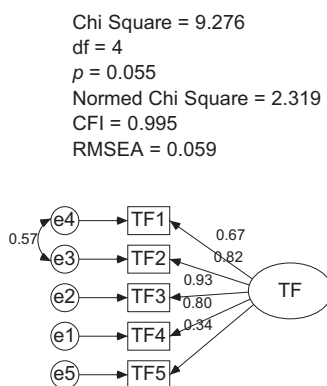 Chi Square = 9.276
df = 4
p = 0.055
Normed Chi Square = 2.319
CFI = 0.995
RMSEA = 0.059
e4 TF1
0.67
0.57
0.82
e3 TF2
0.93
e2 TF3
TF
0.80
0.34
e1 TF4
e5 TF5